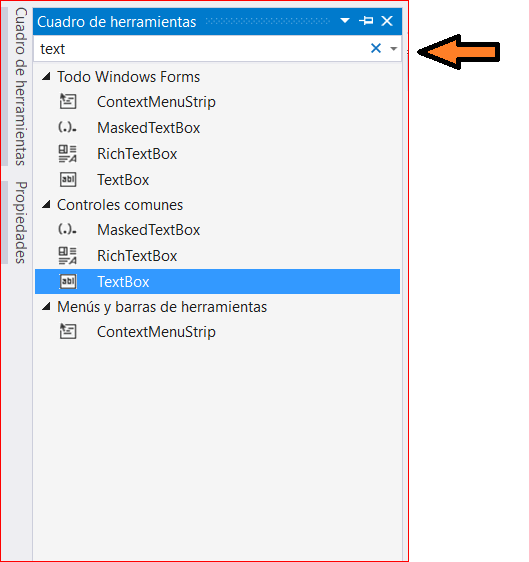 Cuadro de herramientas
Propiedades
Cuadro de herramientas
text
Todo Windows Forms
ContextMenuStrip
MaskedTextBox
RichTextBox
TextBox
Controles comunes
MaskedTextBox
RichTextBox
TextBox
Menús y barras de herramientas
ContextMenuStrip